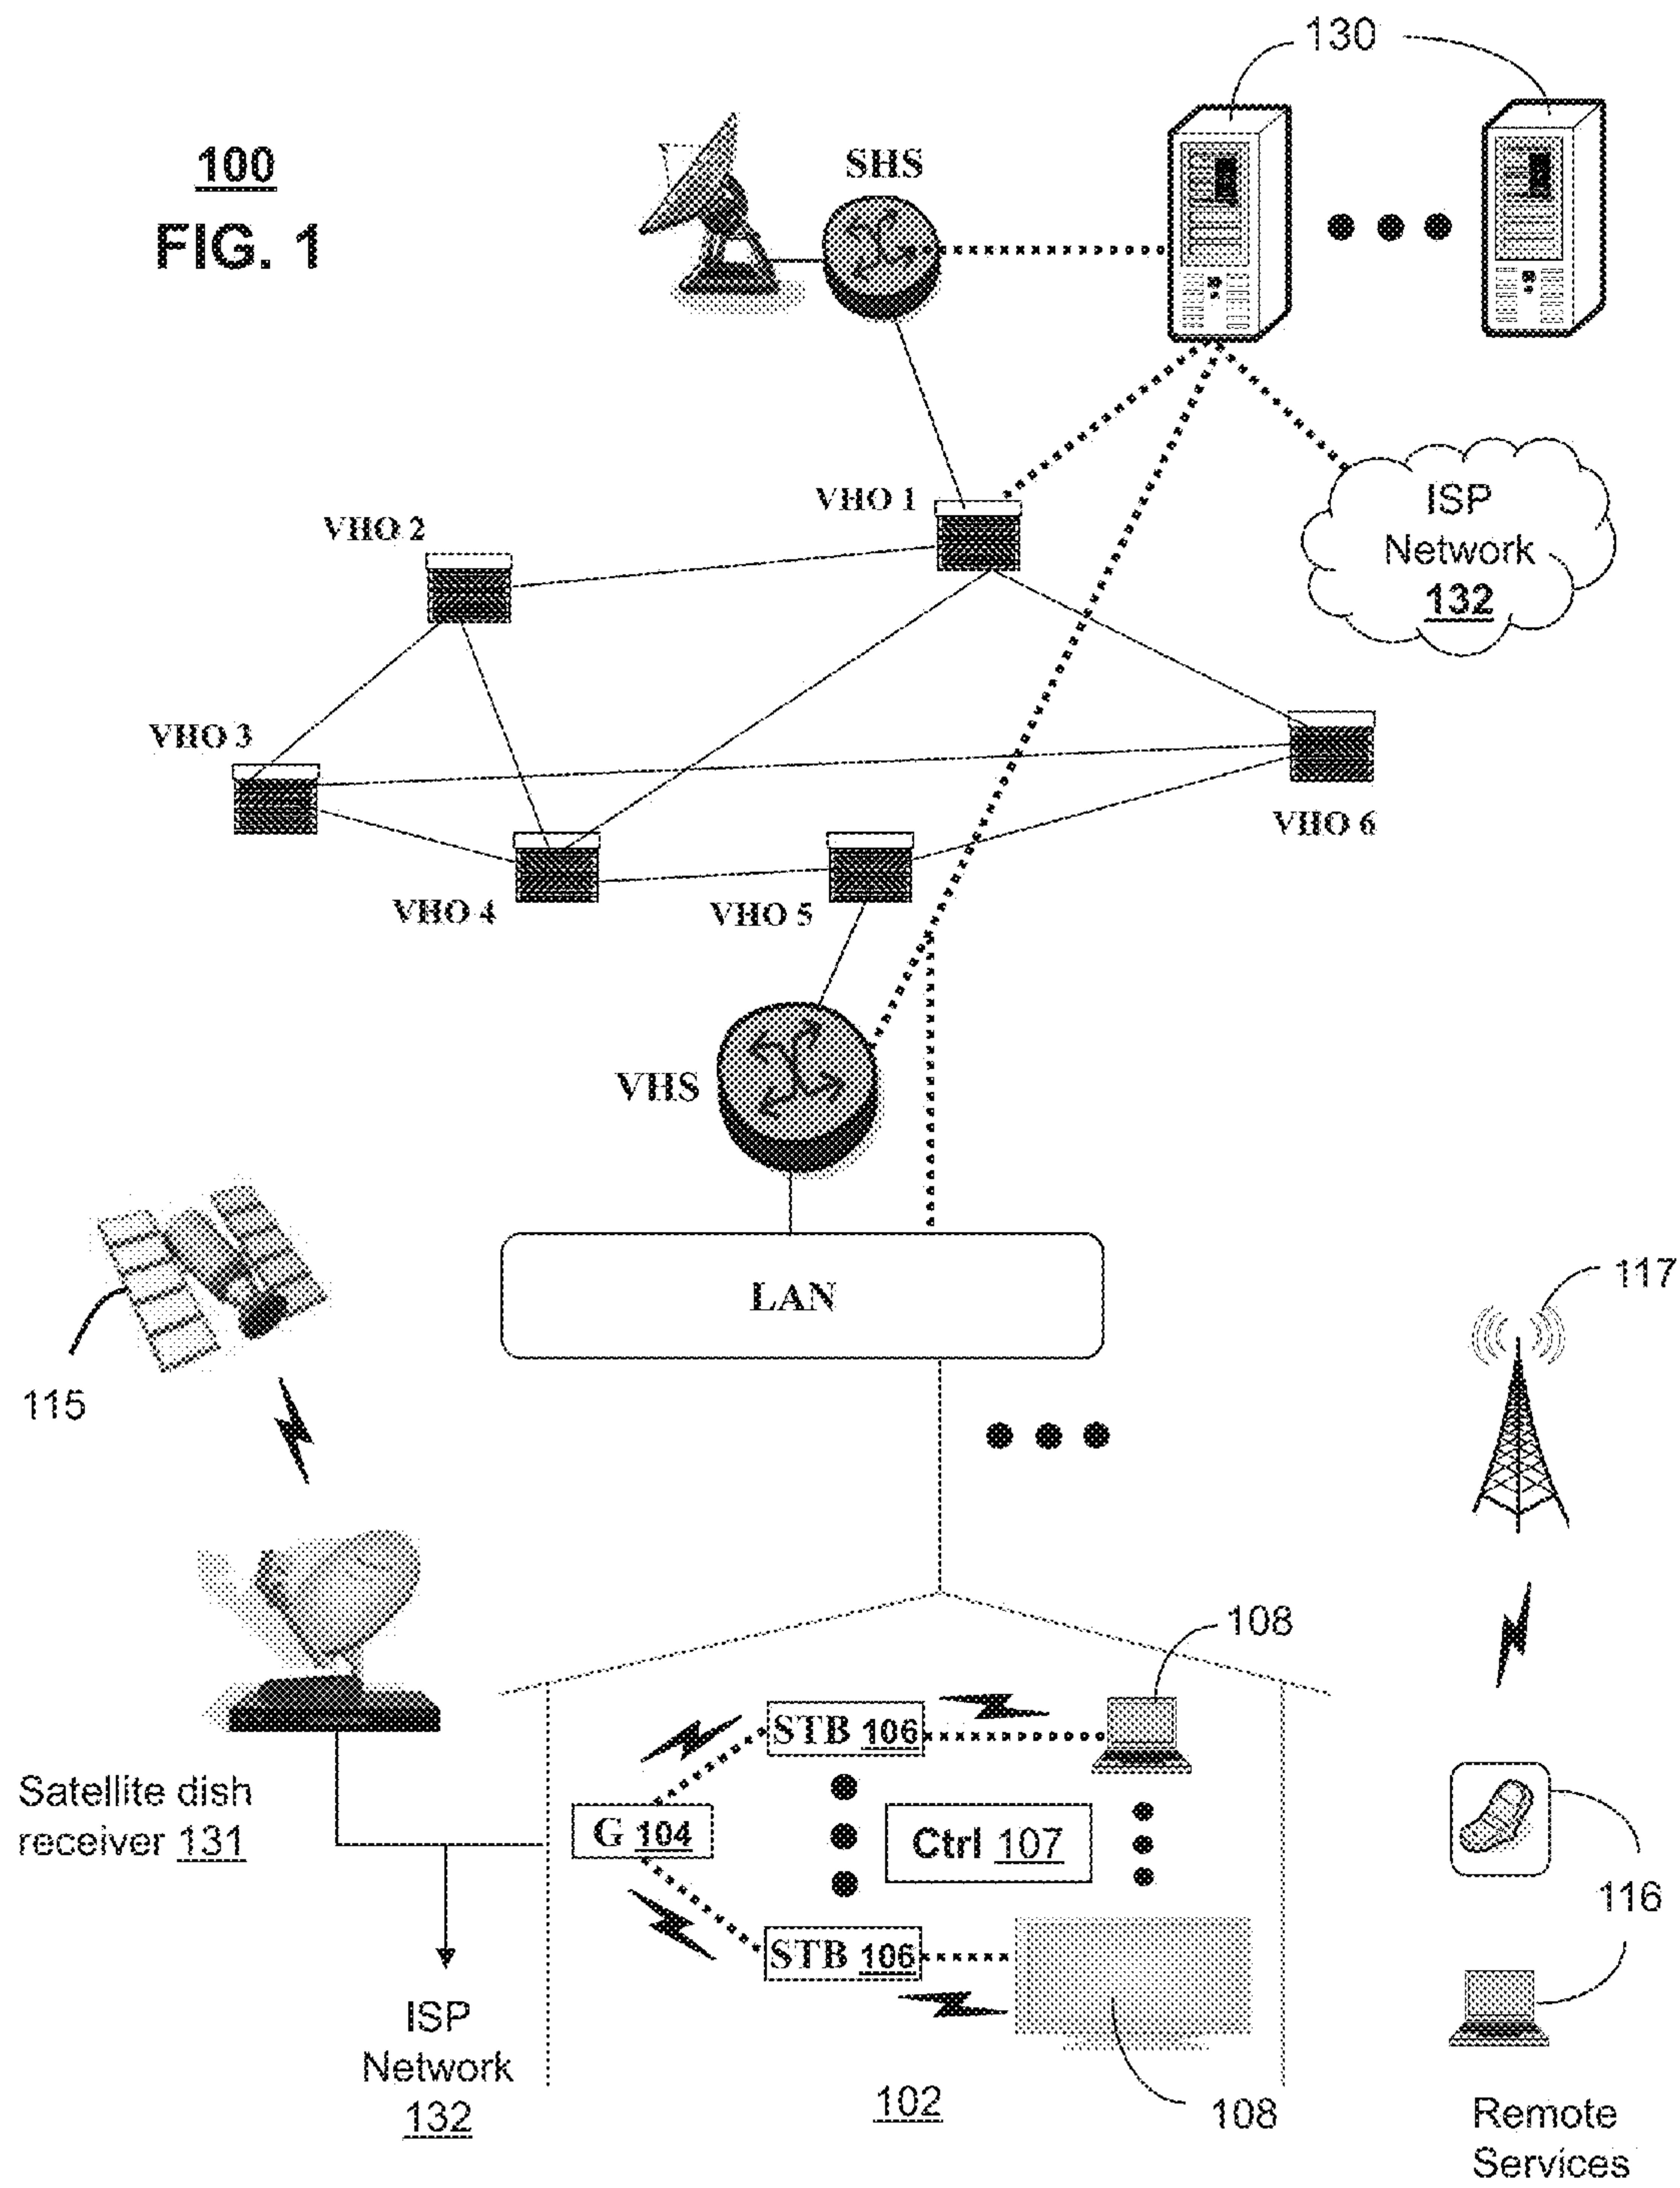 130
100
FIG. 1
SHS
ISP
Network
132
VHO 1
VHO 2
VHO 3
VHO 6
VHO 4
VHO 5
VHS
LAN
117
115
108
STB 106
Satellite dish
receiver 131
G 104
Ctrl 107
116
STB 106
ISP
Network
132
102
108
Remote
Services